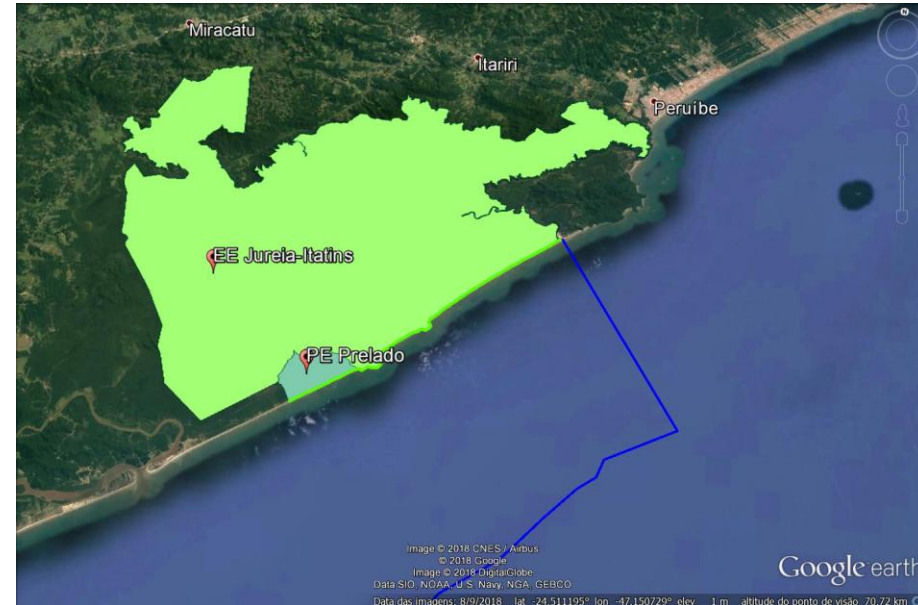 Miracatu
Itariri
Peruibe
N
EE Jureia-Itatins
PE Prelado
Image © 2018 CNES / Airbus
© 2018 Google
Image © 2018 DigitalGlobe
Data SIO, NOAA, U.S. Navy, NGA, GEBCO
Google earth
Data das imagens: 8/9/2018 lat -24.511195° lon -47.150729° elev 1 m altitude do ponto de visão 70.72 km